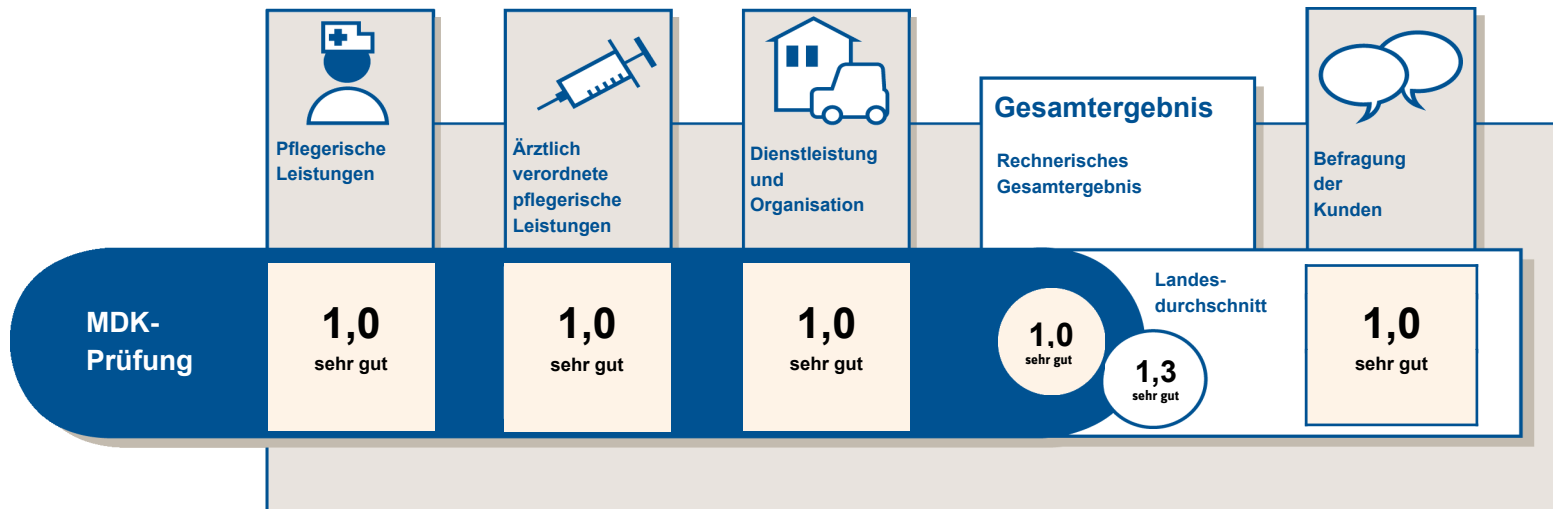 Pflegerische
Leistungen
Ärztlich
verordnete
pflegerische
Leistungen
Dienstleistung
und
Organisation
Gesamtergebnis
Rechnerisches
Gesamtergebnis
Befragung
der
Kunden
MDK-
Prüfung
1,0
sehr gut
1,0
sehr gut
1,0
sehr gut
1,0
sehr gut
Landes-
durchschnitt
1,3
sehr gut
1,0
sehr gut